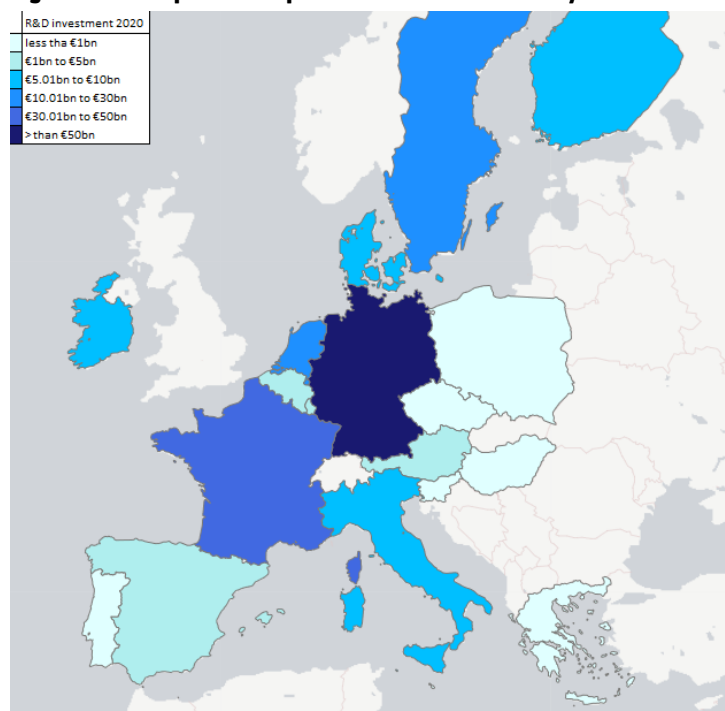 R&D investment 2020
less tha €1bn
€1bn to €5bn
€5.01bn to €10bn
€10.01bn to €30bn
€30.01bn to €50bn
> than €50bn